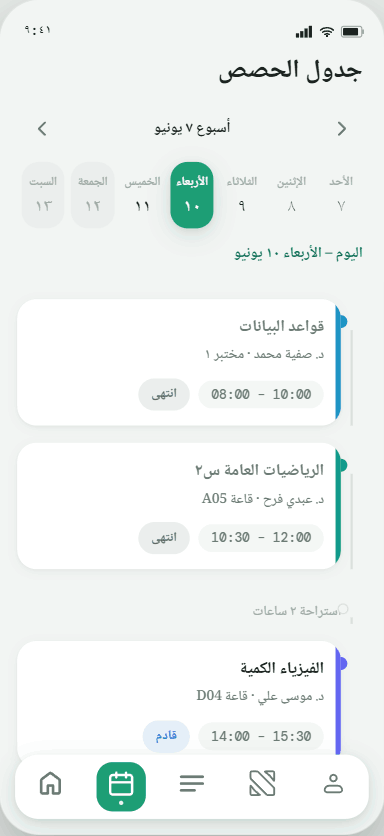 ٩:٤١
جدول الحصص
أسبوع ٧ يونيو
الأحد الإثنين الثلاثاء الأربعاء الخميس الجمعة السبت
٧ ٨ ٩ ١٠ ١١ ١٢ ١٣
اليوم – الأربعاء ١٠ يونيو
قواعد البيانات
د. صفية محمد · مختبر ١
08:00 – 10:00 انتهى
الرياضيات العامة س٢
د. عبدي فرح · قاعة A05
10:30 – 12:00 انتهى
استراحة ٢ ساعات
الفيزياء الكمية
د. موسى علي · قاعة D04
14:00 – 15:30 قادم